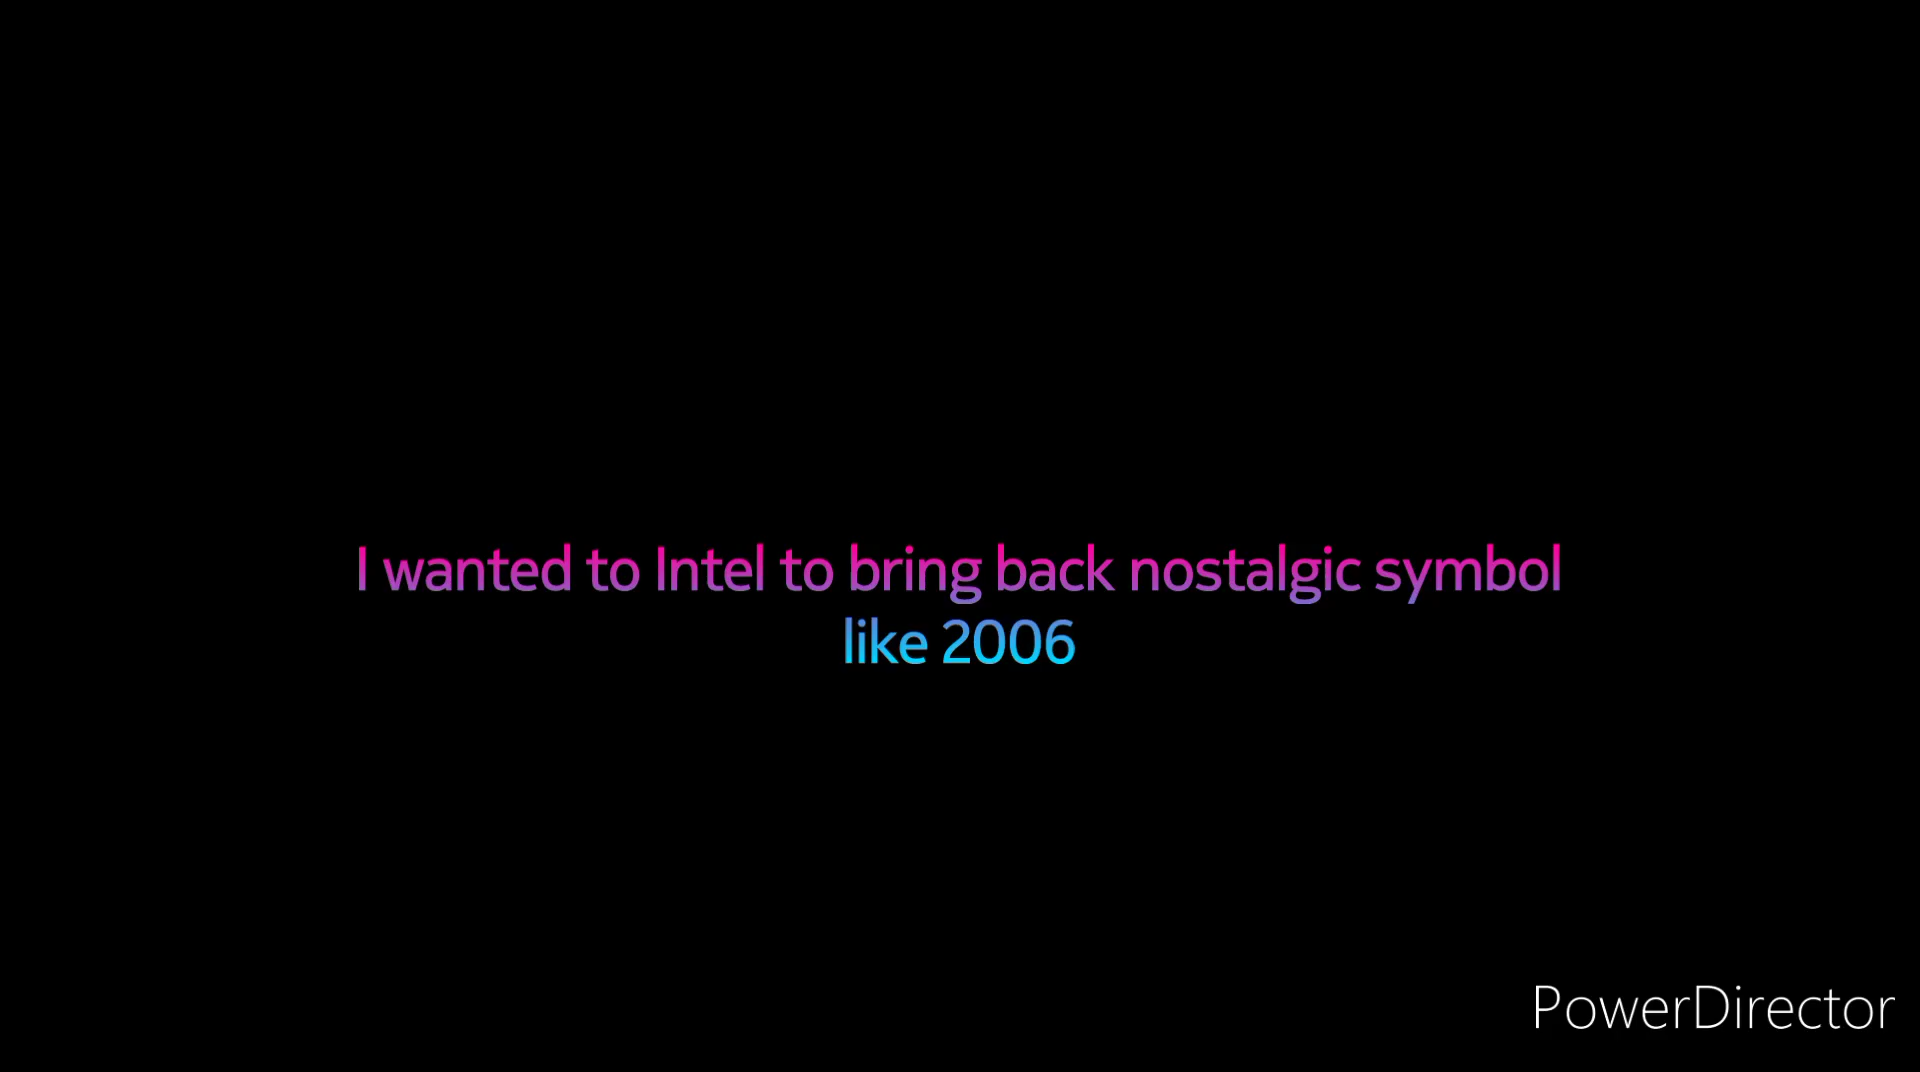 I wanted to Intel to bring back nostalgic symbol
like 2006
PowerDirector